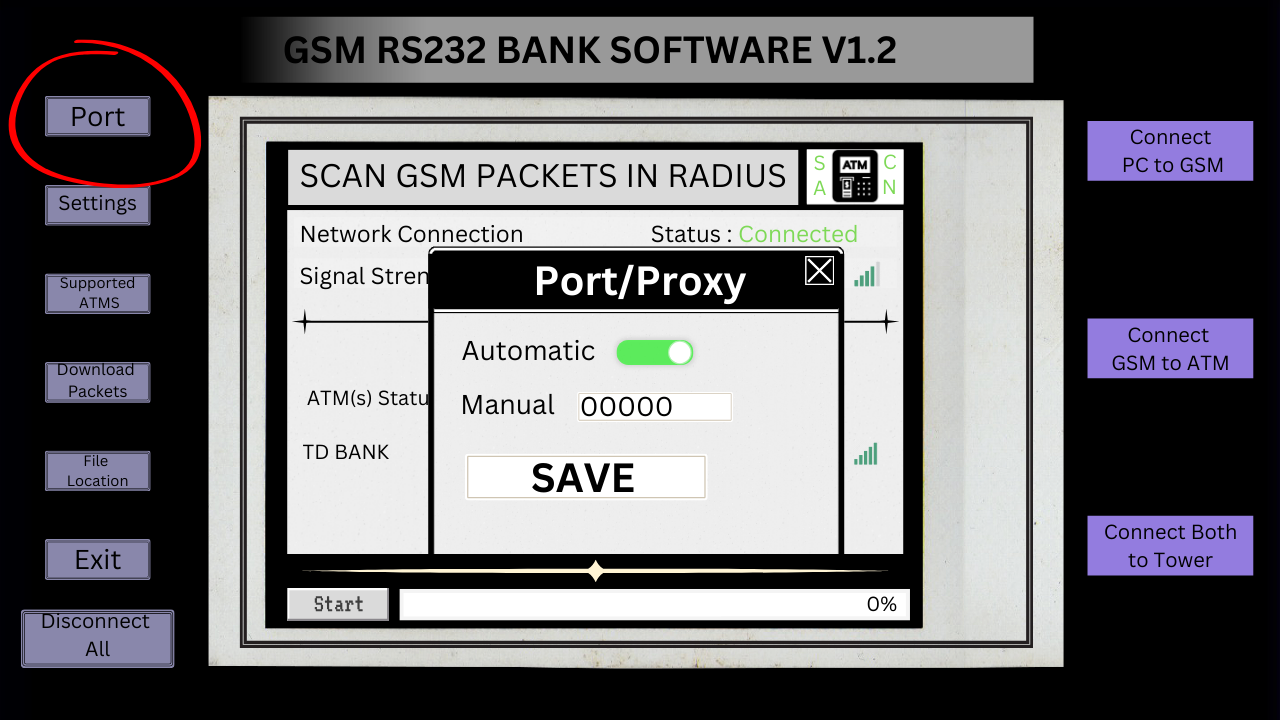 GSM RS232 BANK SOFTWARE V1.2
Port
Settings
Supported
ATMS
Download
Packets
File
Location
Exit
Disconnect
All
SCAN GSM PACKETS IN RADIUS
S
A
ATM
C
N
Network Connection
Status : Connected
Signal Stren
Port/Proxy
Automatic
Manual
00000
SAVE
ATM(s) Statu
TD BANK
Start
0%
Connect
PC to GSM
Connect
GSM to ATM
Connect Both
to Tower